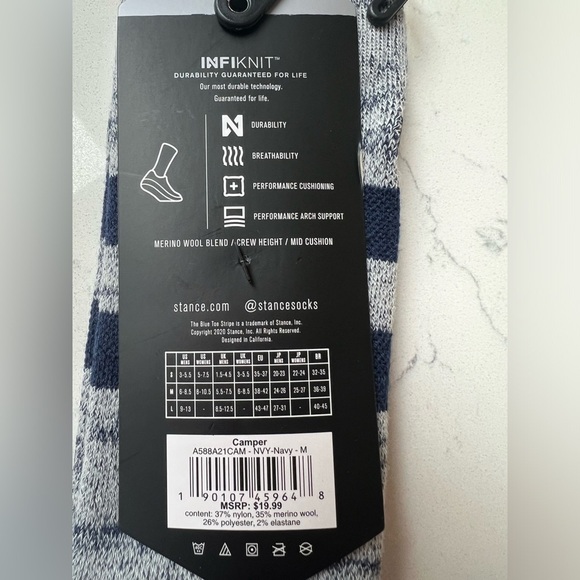 INFIKNIT™
DURABILITY GUARANTEED FOR LIFE
Our most durable technology.
Guaranteed for life.
DURABILITY
BREATHABILITY
PERFORMANCE CUSHIONING
PERFORMANCE ARCH SUPPORT
MERINO WOOL BLEND / CREW HEIGHT / MID CUSHION
stance.com @stancesocks
The Blue Toe Stripe is a trademark of Stance, Inc.
Copyright 2020 Stance, Inc. All Rights Reserved.
Designed in California.
US MENS US WOMENS UK MENS UK WOMENS EU JP MENS JP WOMENS BR
S 3-5.5 5-7.5 1.5-4.5 3-5.5 35-37 20-23 22-24 32-35
M 6-8.5 8-10.5 5.5-7.5 6-8.5 38-42 24-26 25-27 36-39
L 9-13 - 8.5-12.5 - 43-47 27-31 - 40-45
Camper
A588A21CAM - NVY-Navy - M
1 90107 45964 8
MSRP: $19.99
content: 37% nylon, 35% merino wool,
26% polyester, 2% elastane